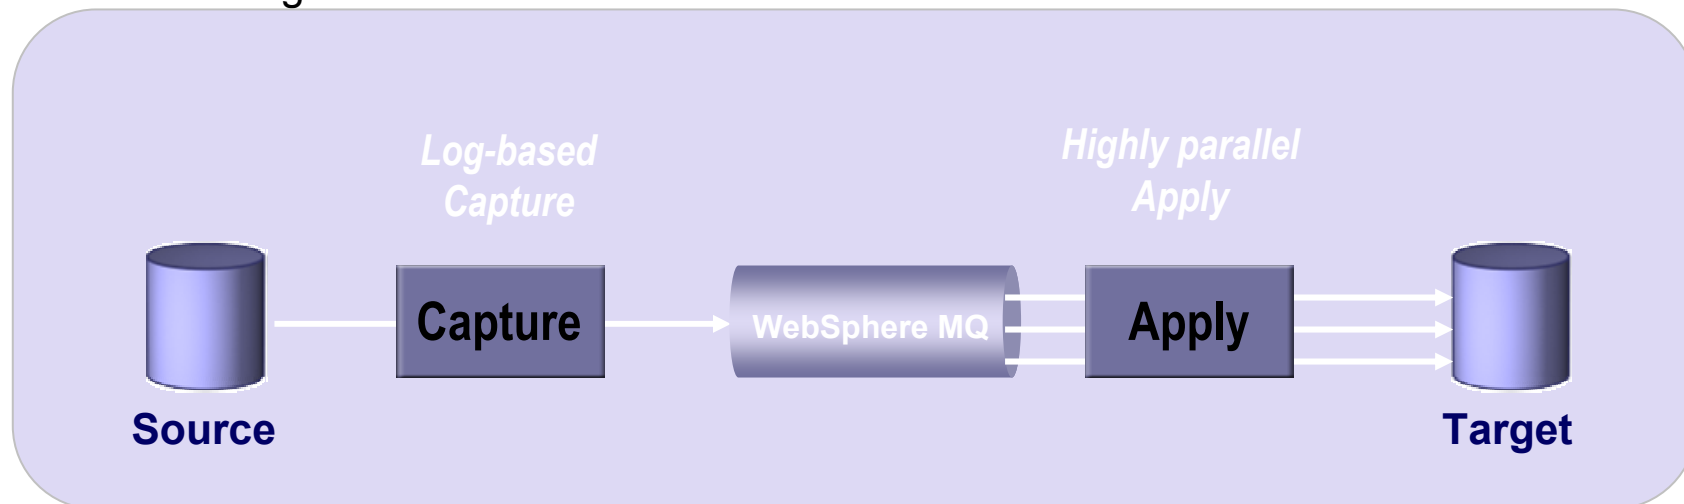 Log-based
Capture
Highly parallel
Apply
Capture
WebSphere MQ
Apply
Source
Target